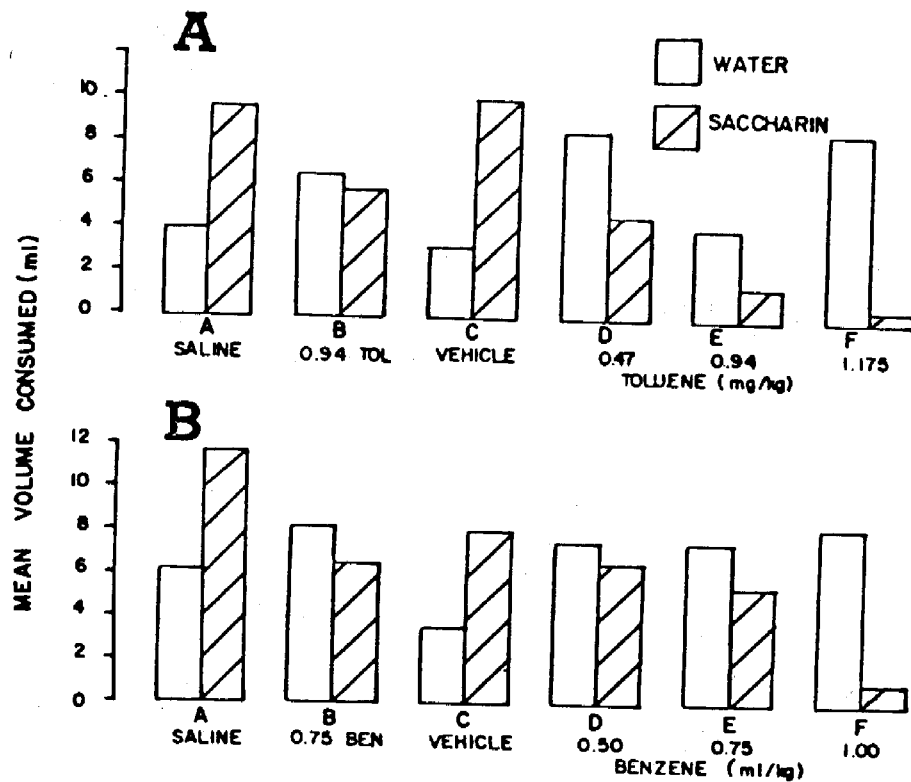 A
WATER
SACCHARIN
MEAN VOLUME CONSUMED (ml)
10
8
6
4
2
0
A B C D E F
SALINE 0.94 TOL VEHICLE 0.47 0.94 1.175
TOLUENE (mg/kg)
B
12
10
8
6
4
2
0
A B C D E F
SALINE 0.75 BEN VEHICLE 0.50 0.75 1.00
BENZENE (ml/kg)